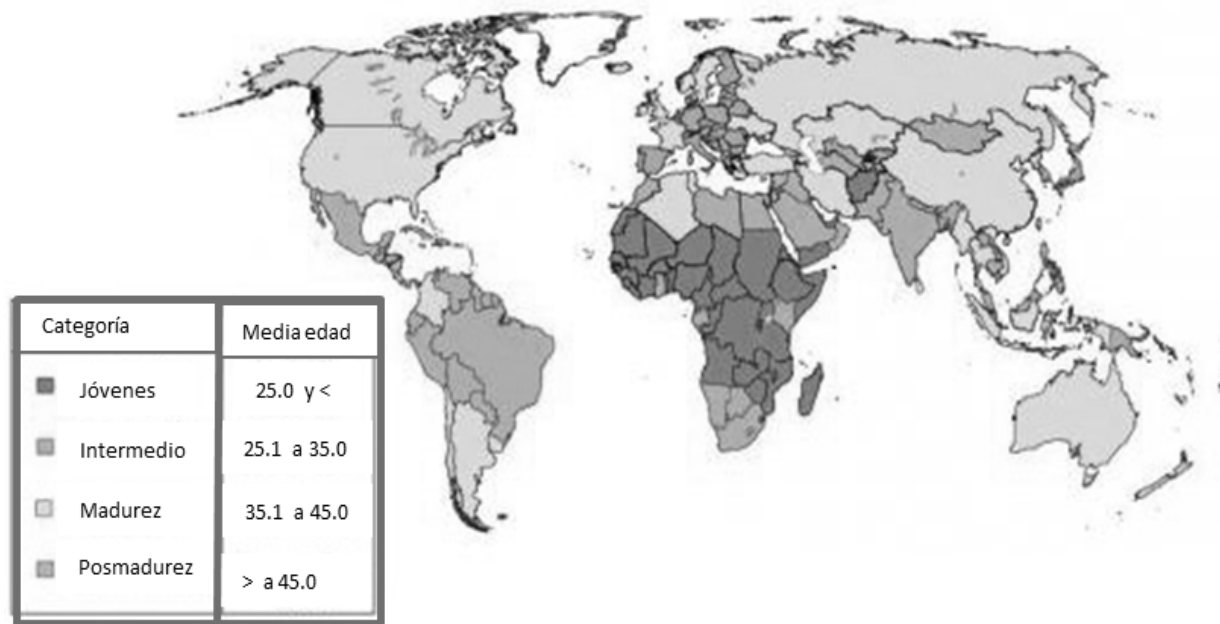 Categoría Media edad
Jóvenes 25.0 y <
Intermedio 25.1 a 35.0
Madurez 35.1 a 45.0
Posmadurez > a 45.0